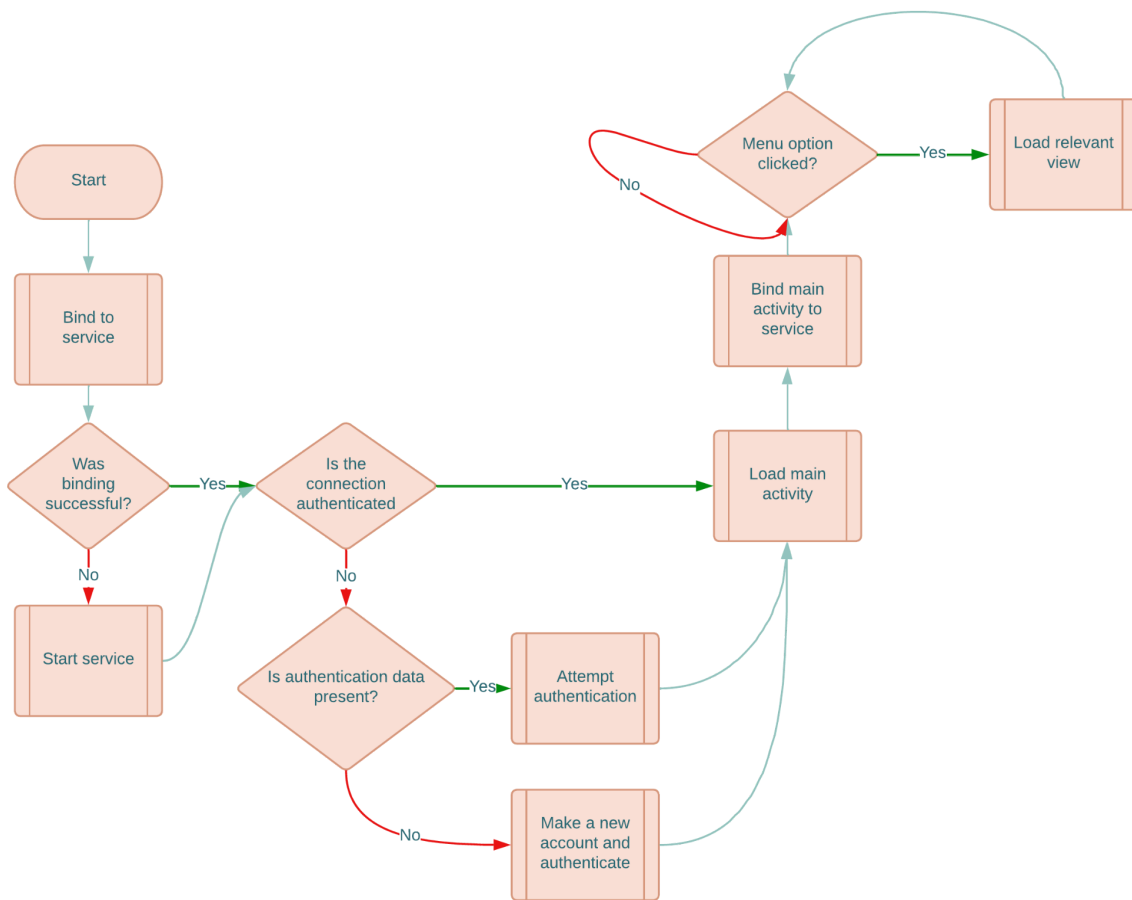 Start
Bind to
service
Was
binding
successful?
Yes
No
Start service
Is the
connection
authenticated
Yes
No
Is authentication data
present?
Yes
Attempt
authentication
No
Make a new
account and
authenticate
Load main
activity
Bind main
activity to
service
Menu option
clicked?
No
Yes
Load relevant
view